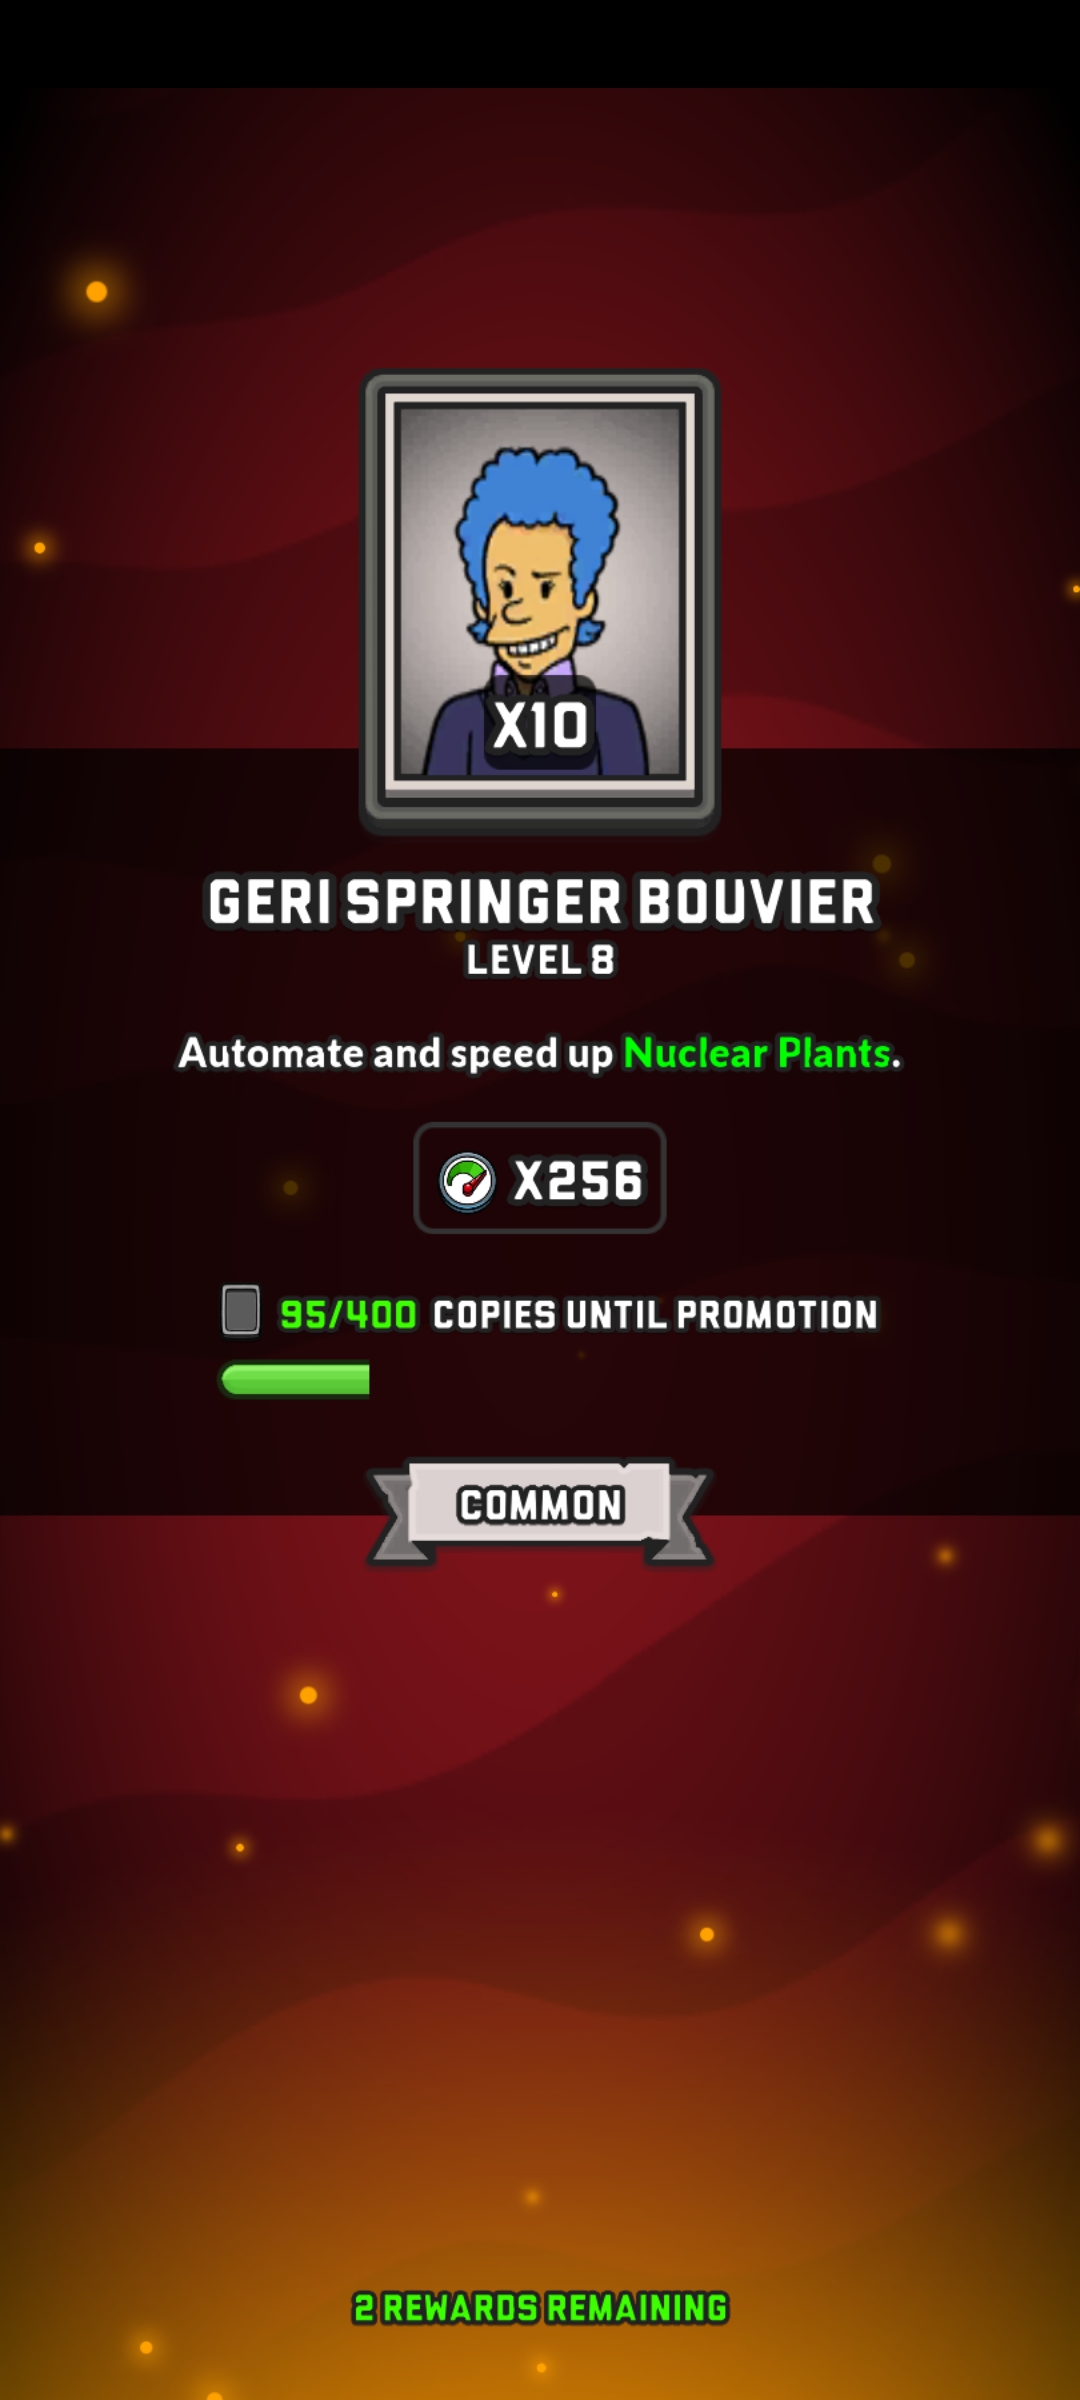 X10
GERI SPRINGER BOUVIER
LEVEL 8
Automate and speed up Nuclear Plants.
X256
95/400 COPIES UNTIL PROMOTION
COMMON
2 REWARDS REMAINING